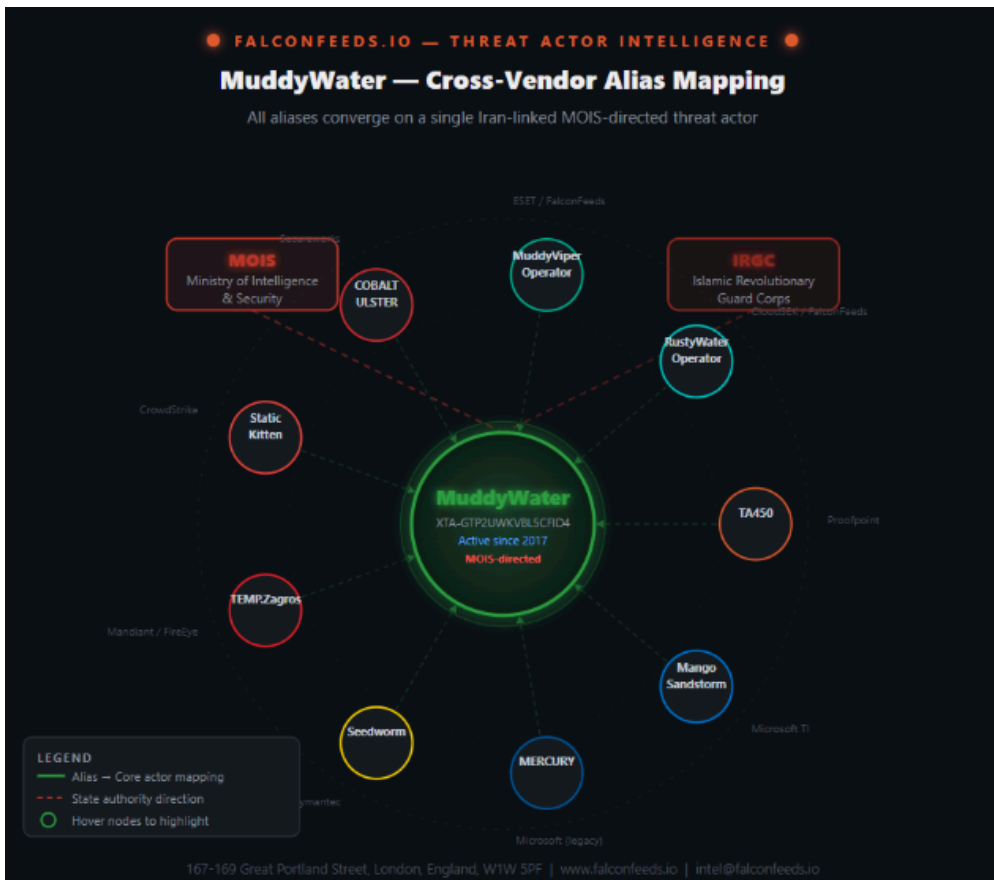 FALCONFEEDS.IO — THREAT ACTOR INTELLIGENCE
MuddyWater — Cross-Vendor Alias Mapping
All aliases converge on a single Iran-linked MOIS-directed threat actor
ESET / FalconFeeds
MuddyViper
Operator
Secureworks
MOIS
Ministry of Intelligence
& Security
COBALT
ULSTER
IRGC
Islamic Revolutionary
Guard Corps
CloudSEK / FalconFeeds
RustyWater
Operator
CrowdStrike
Static
Kitten
MuddyWater
Active since 2017
MOIS-directed
TA450
Proofpoint
TEMP.Zagros
Mandiant / FireEye
Mango
Sandstorm
Microsoft TI
Seedworm
ymantec
MERCURY
Microsoft (legacy)
LEGEND
Alias — Core actor mapping
State authority direction
Hover nodes to highlight
167-169 Great Portland Street, London, England, W1W 5PF | www.falconfeeds.io | intel@falconfeeds.io